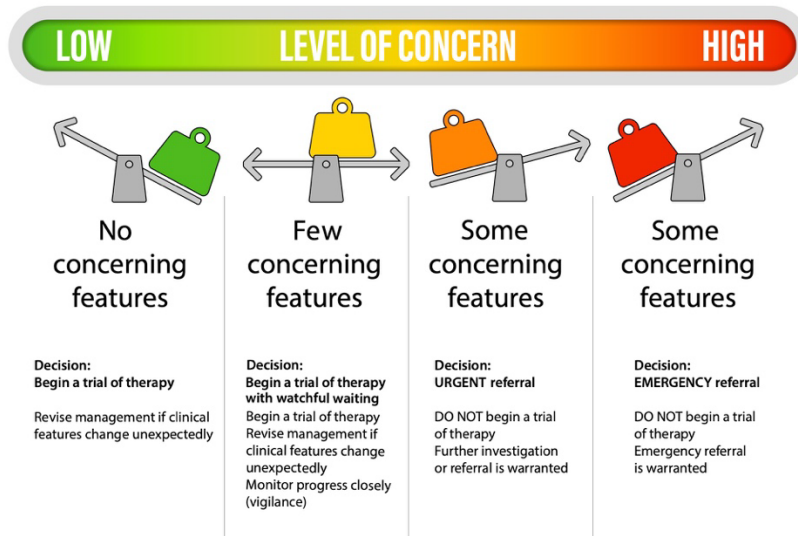 LOW
LEVEL OF CONCERN
HIGH
No
concerning
features
Decision:
Begin a trial of therapy
Revise management if clinical
features change unexpectedly
Few
concerning
features
Decision:
Begin a trial of therapy
with watchful waiting
Begin a trial of therapy
Revise management if
clinical features change
unexpectedly
Monitor progress closely
(vigilance)
Some
concerning
features
Decision:
URGENT referral
DO NOT begin a trial
of therapy
Further investigation
or referral is warranted
Some
concerning
features
Decision:
EMERGENCY referral
DO NOT begin a trial
of therapy
Emergency referral
is warranted